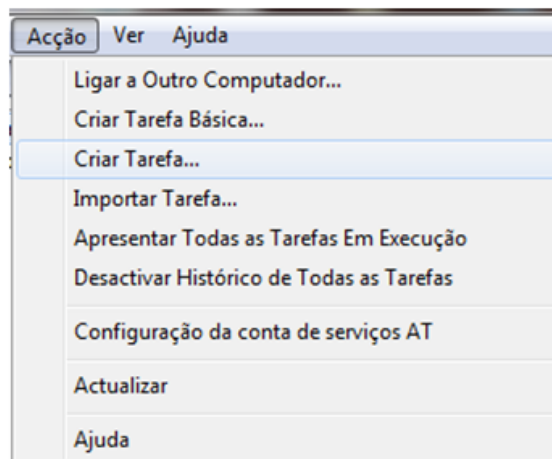 Acção Ver Ajuda
Ligar a Outro Computador...
Criar Tarefa Básica...
Criar Tarefa...
Importar Tarefa...
Apresentar Todas as Tarefas Em Execução
Desactivar Histórico de Todas as Tarefas
Configuração da conta de serviços AT
Actualizar
Ajuda